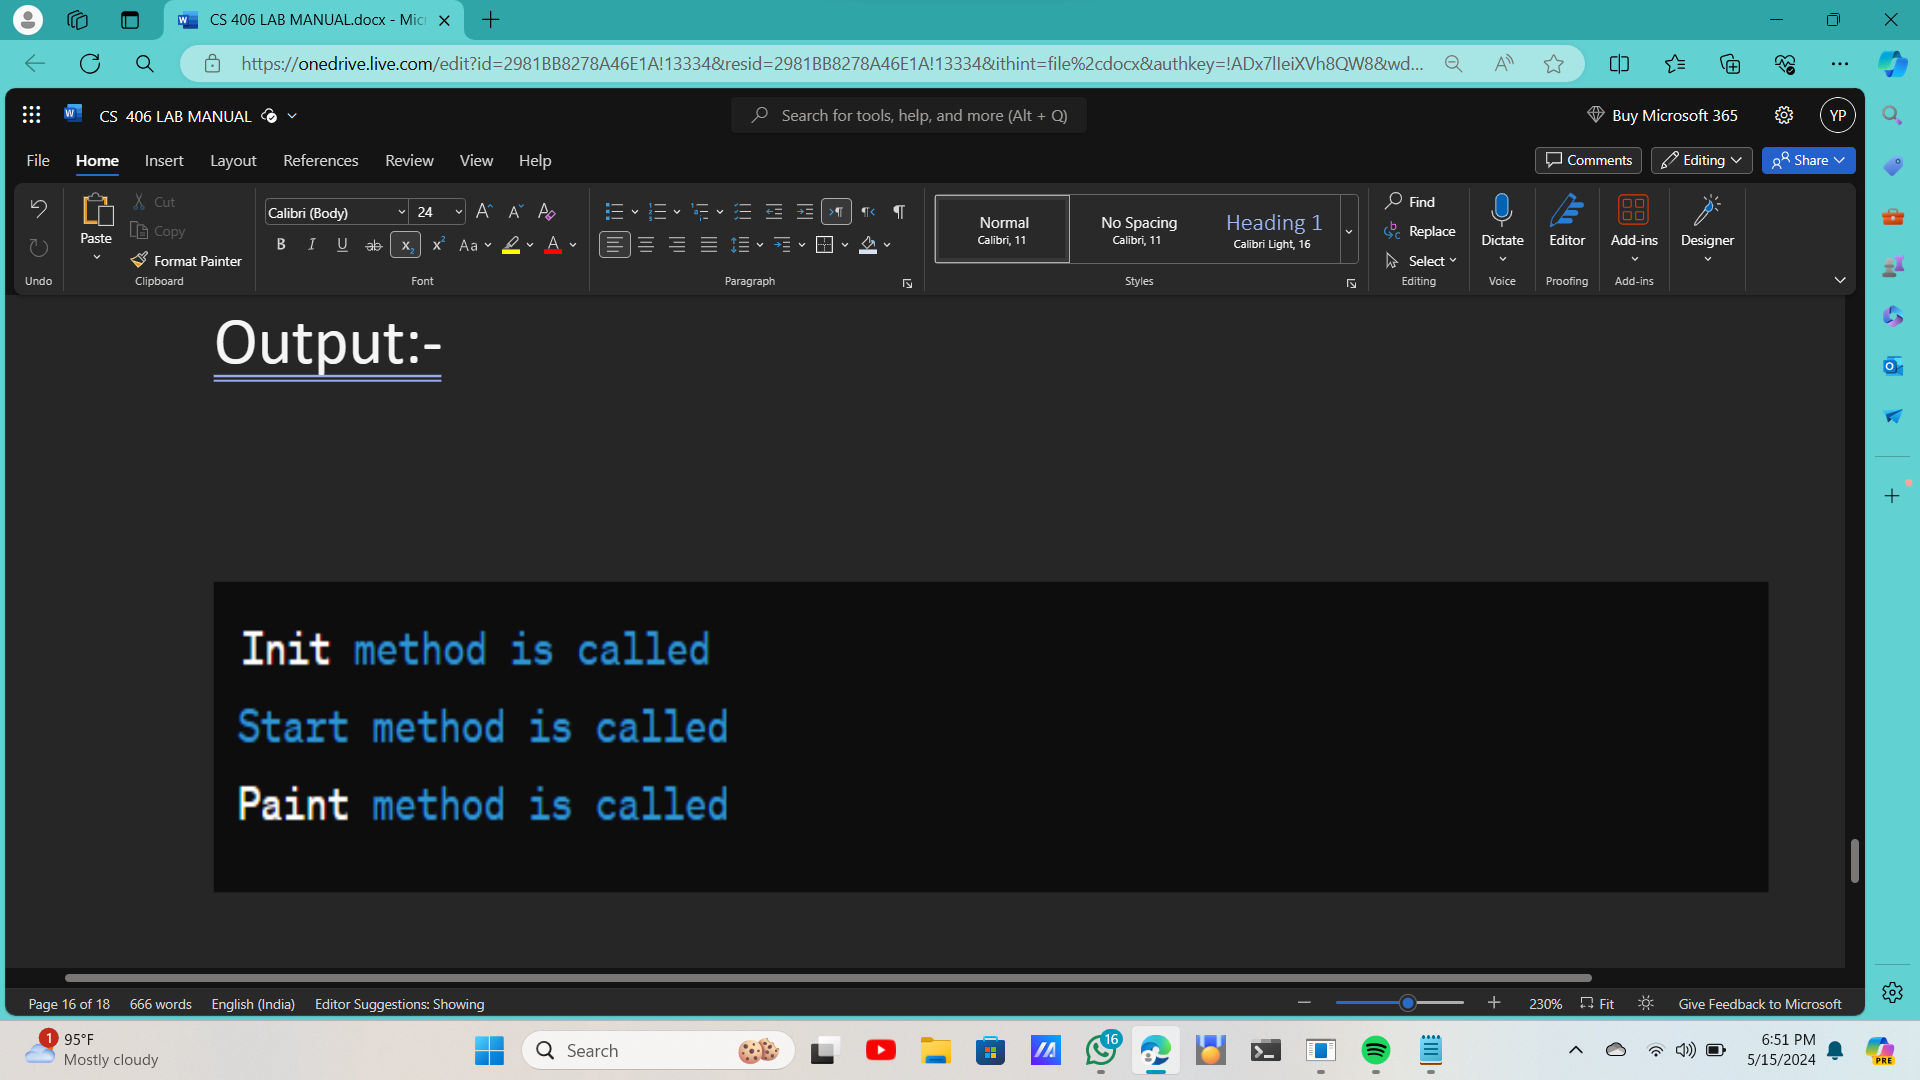 CS 406 LAB MANUAL.docx - Mic
https://onedrive.live.com/edit?id=2981BB8278A46E1A!13334&resid=2981BB8278A46E1A!13334&ithint=file%2cdocx&authkey=!ADx7lIeiXVh8QW8&wd...
CS 406 LAB MANUAL
Search for tools, help, and more (Alt + Q)
Buy Microsoft 365
YP
File Home Insert Layout References Review View Help
Comments Editing Share
Paste
Cut
Copy
Format Painter
Calibri (Body) 24
Normal
Calibri, 11
No Spacing
Calibri, 11
Heading 1
Calibri Light, 16
Find
Replace
Select
Dictate
Editor
Add-ins
Designer
Undo Clipboard Font Paragraph Styles Editing Voice Proofing Add-ins
Output:-
Init method is called
Start method is called
Paint method is called
Page 16 of 18 666 words English (India) Editor Suggestions: Showing
230% Fit Give Feedback to Microsoft
1
95°F
Mostly cloudy
Search
16
6:51 PM
5/15/2024
PRE